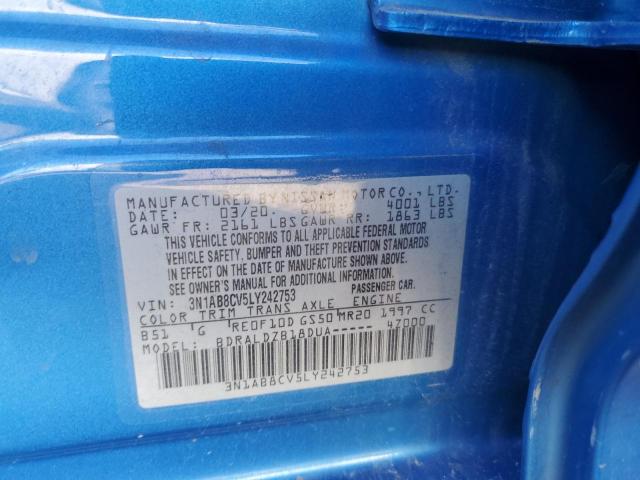 MANUFACTURED BY NISSAN MOTOR CO., LTD.
DATE: 03/20 GVWR: 4001 LBS
GAWR FR: 2161 LBS GAWR RR: 1863 LBS
THIS VEHICLE CONFORMS TO ALL APPLICABLE FEDERAL MOTOR
VEHICLE SAFETY, BUMPER AND THEFT PREVENTION STANDARDS
IN EFFECT ON THE DATE OF MANUFACTURE SHOWN ABOVE.
SEE OWNER'S MANUAL FOR ADDITIONAL INFORMATION.
VIN: 3N1AB8CV5LY242753 PASSENGER CAR
COLOR TRIM TRANS AXLE ENGINE
B51 G RE0F10D GS50 MR20 1997 CC
MODEL: BDRALDZB18DUA----- 4Z000
3N1AB8CV5LY242753